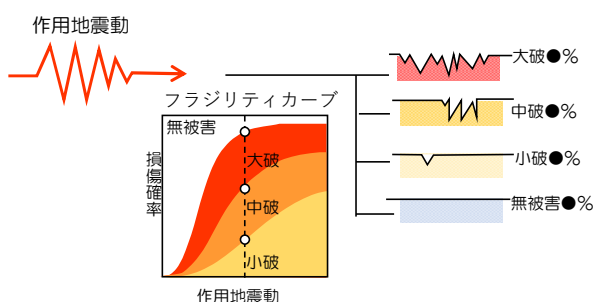 作用地震動
フラジリティカーブ
無被害
大破
中破
小破
損傷確率
作用地震動
大破●%
中破●%
小破●%
無被害●%